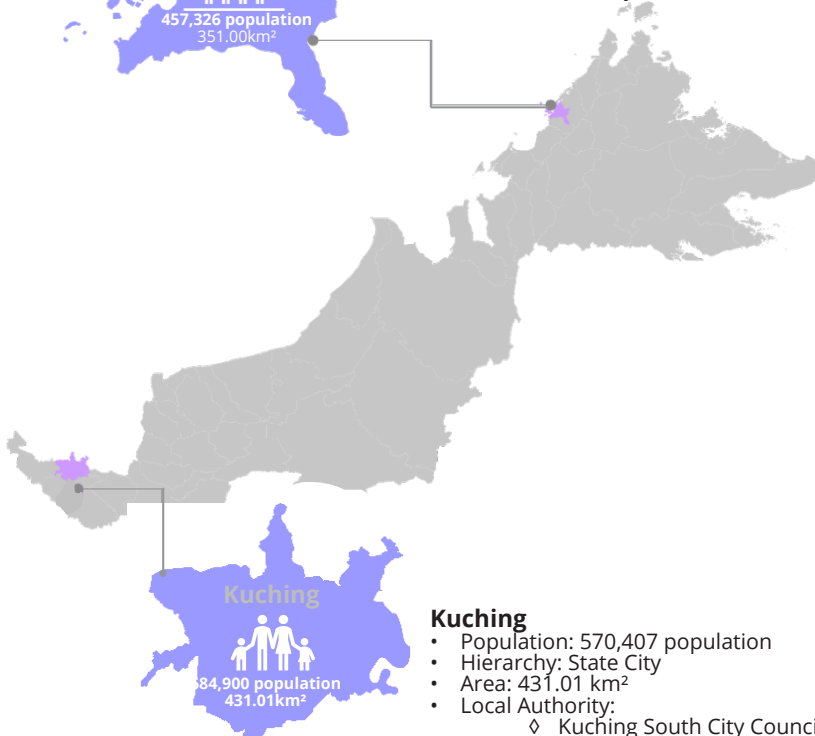 457,326 population
351.00km²
Kuching
84,900 population
431.01km²
Kuching
• Population: 570,407 population
• Hierarchy: State City
• Area: 431.01 km²
• Local Authority:
◊ Kuching South City Counci